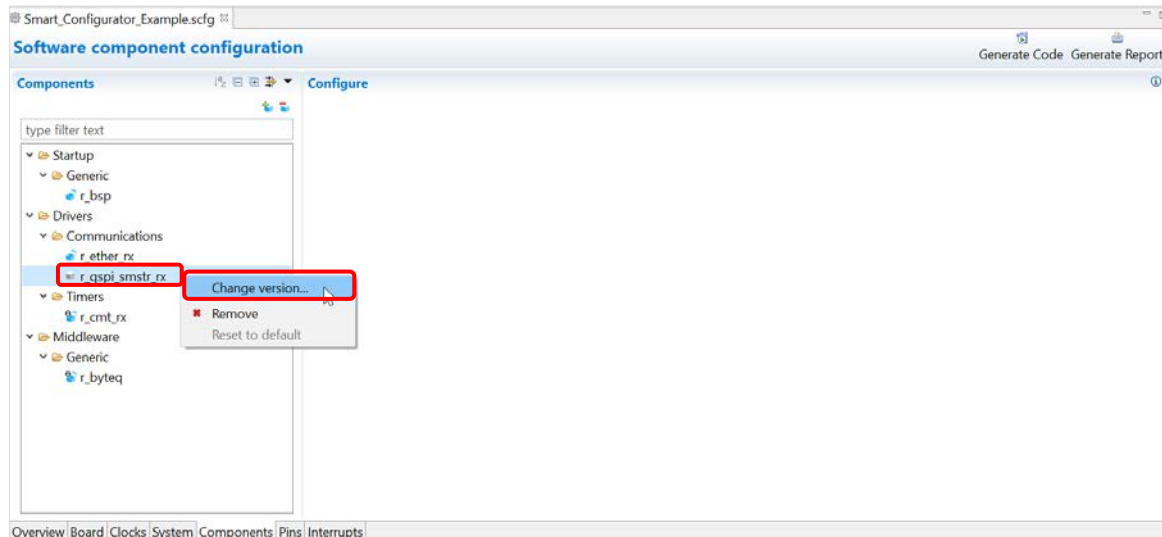 Smart_Configurator_Example.scfg
Software component configuration
Generate Code Generate Report
Components
Configure
type filter text
Startup
Generic
r_bsp
Drivers
Communications
r_ether_rx
r_qspi_smstr_rx
Change version...
Timers
Remove
r_cmt_rx
Reset to default
Middleware
Generic
r_byteq
Overview Board Clocks System Components Pins Interrupts